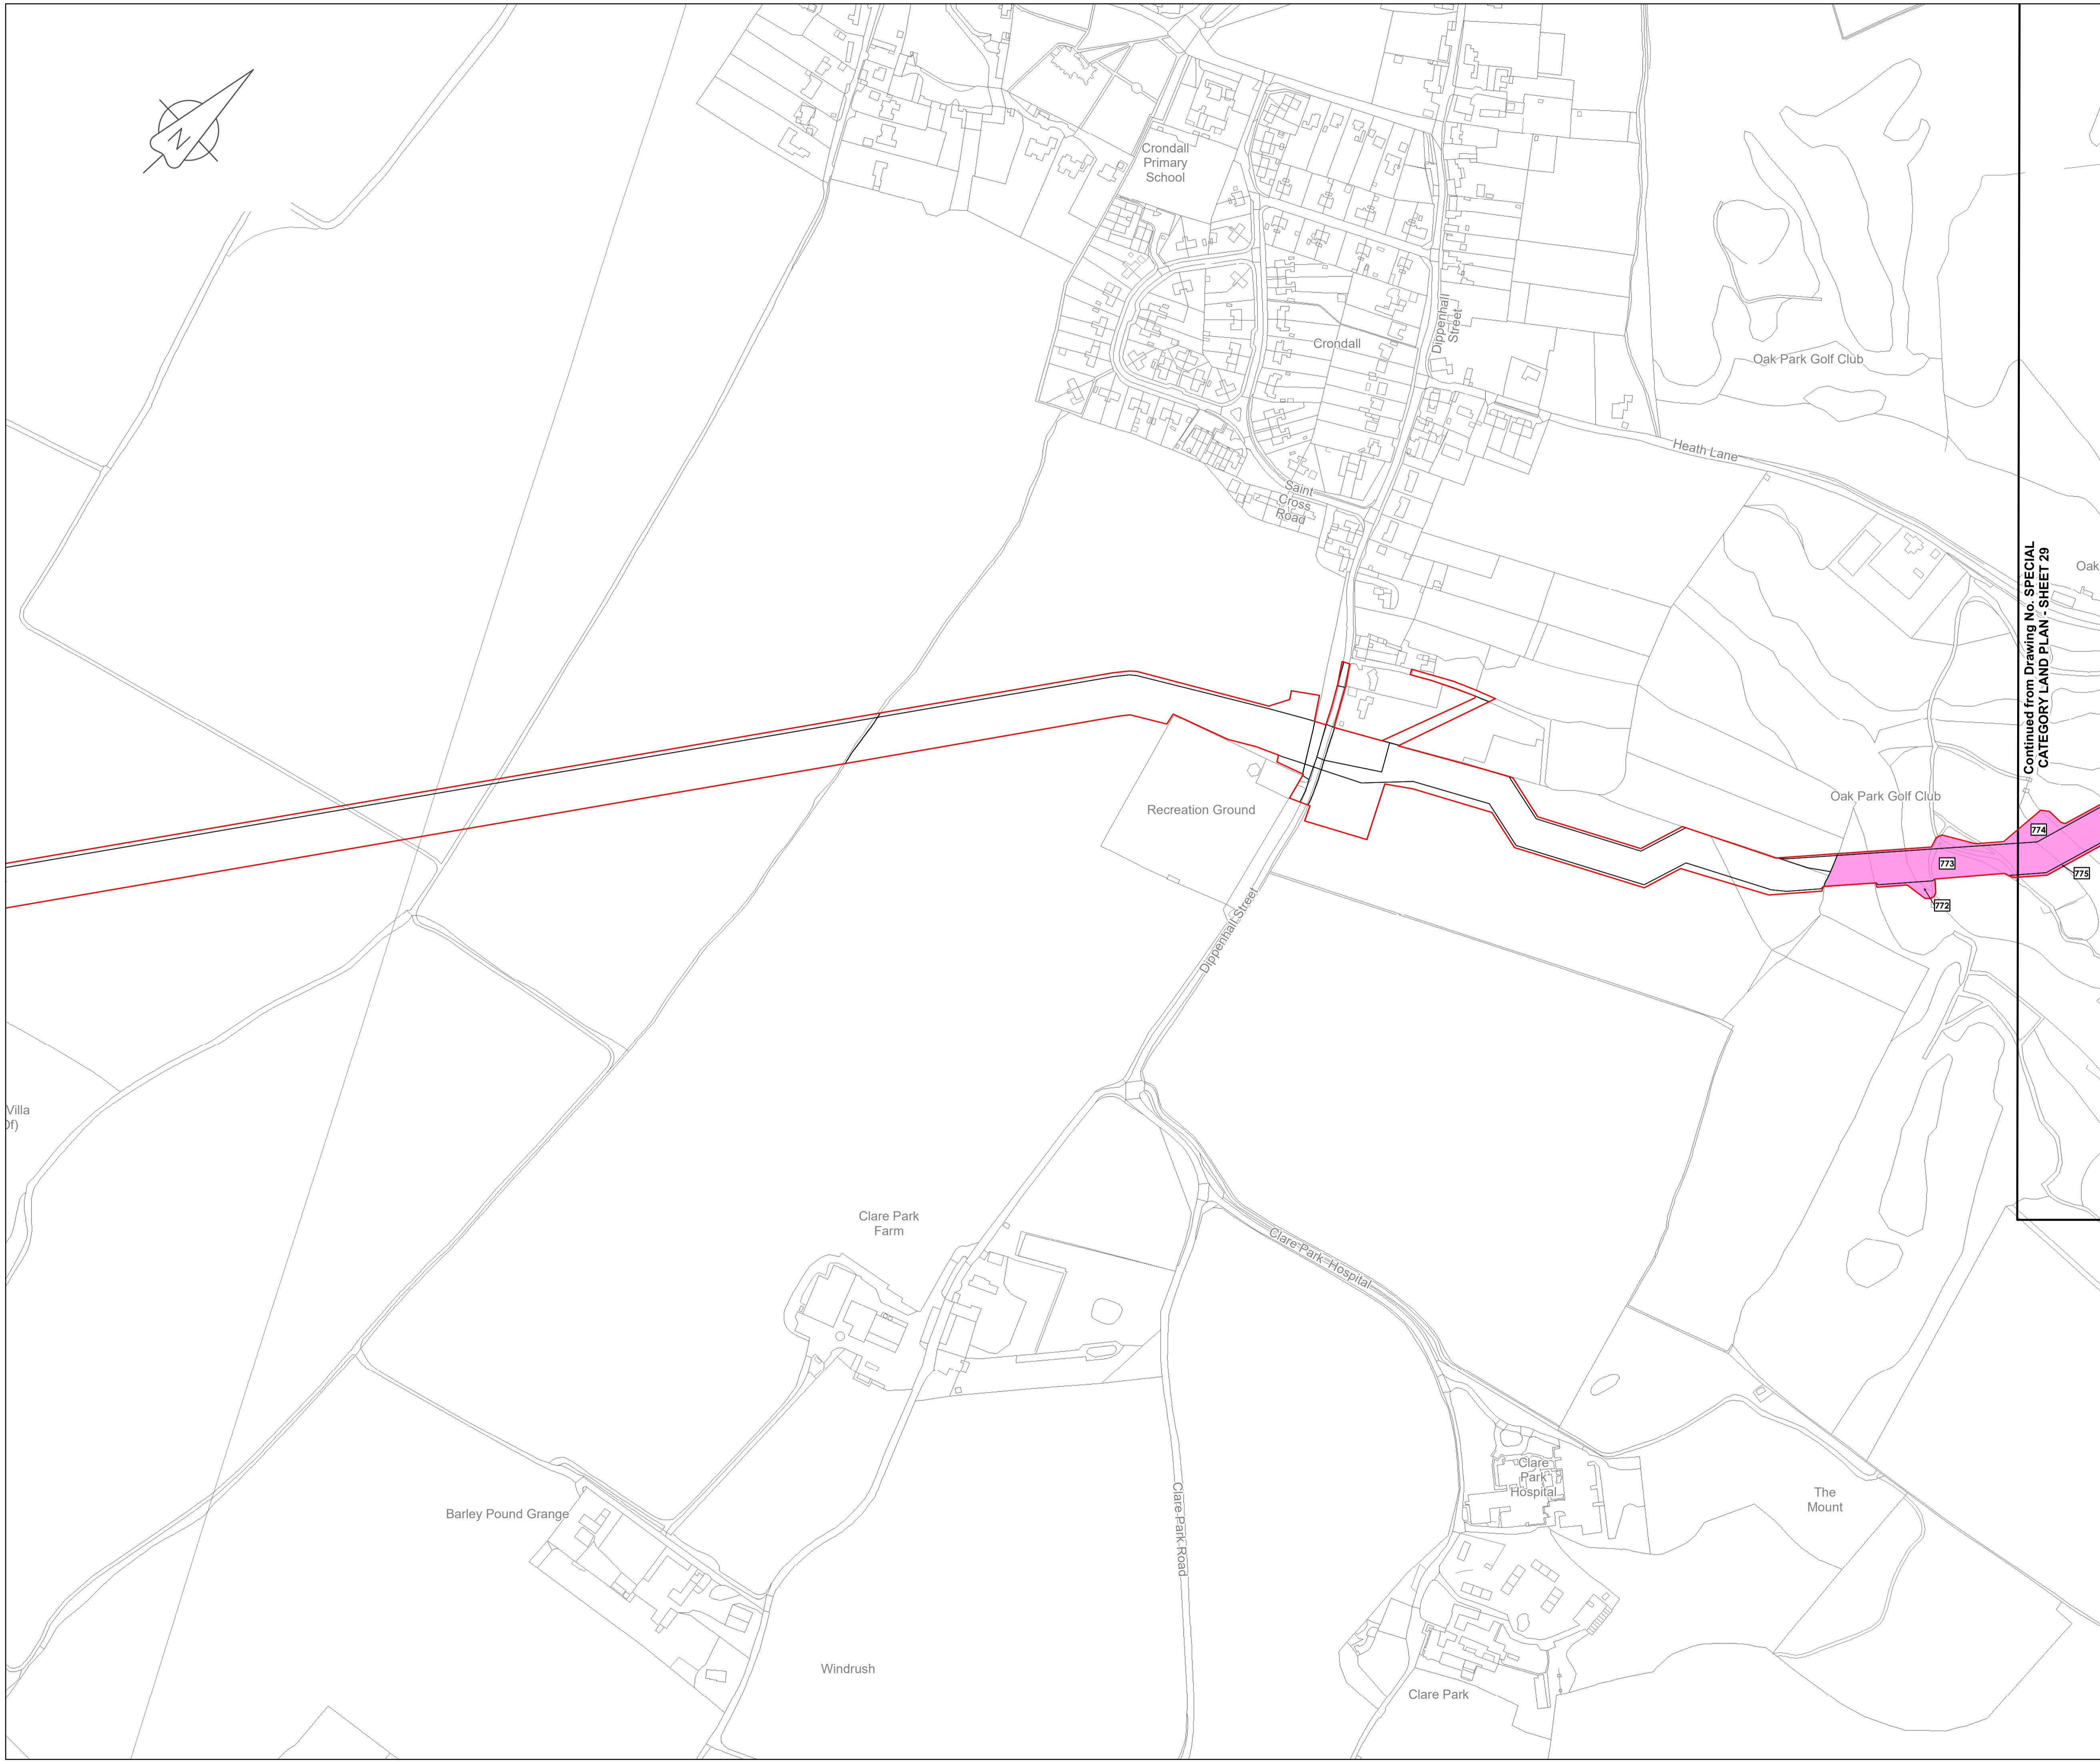 N
Crondall
Primary
School
Dippenhall
Street
Crondall
Oak Park Golf Club
Heath Lane
Saint
Cross
Road
Continued from Drawing No. SPECIAL
CATEGORY LAND PLAN - SHEET 29
Oak
Recreation Ground
Oak Park Golf Club
774
773
775
772
Dippenhall Street
Villa
Of)
Clare Park
Farm
Clare Park Hospital
Clare
Park
Hospital
The
Mount
Barley Pound Grange
Clare Park Road
Windrush
Clare Park